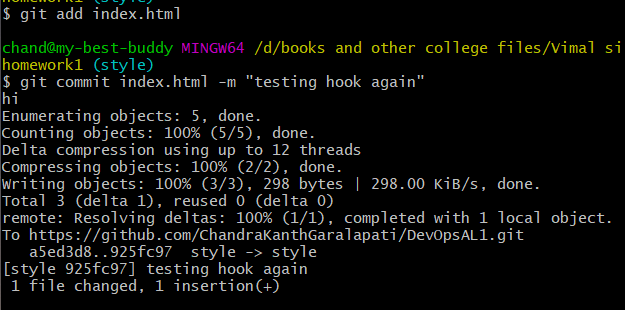 homework1 (style)
$ git add index.html
chand@my-best-buddy MINGW64 /d/books and other college files/Vimal si
homework1 (style)
$ git commit index.html -m "testing hook again"
hi
Enumerating objects: 5, done.
Counting objects: 100% (5/5), done.
Delta compression using up to 12 threads
Compressing objects: 100% (2/2), done.
Writing objects: 100% (3/3), 298 bytes | 298.00 KiB/s, done.
Total 3 (delta 1), reused 0 (delta 0)
remote: Resolving deltas: 100% (1/1), completed with 1 local object.
To https://github.com/ChandraKanthGaralapati/DevOpsAL1.git
   a5ed3d8..925fc97  style -> style
[style 925fc97] testing hook again
 1 file changed, 1 insertion(+)